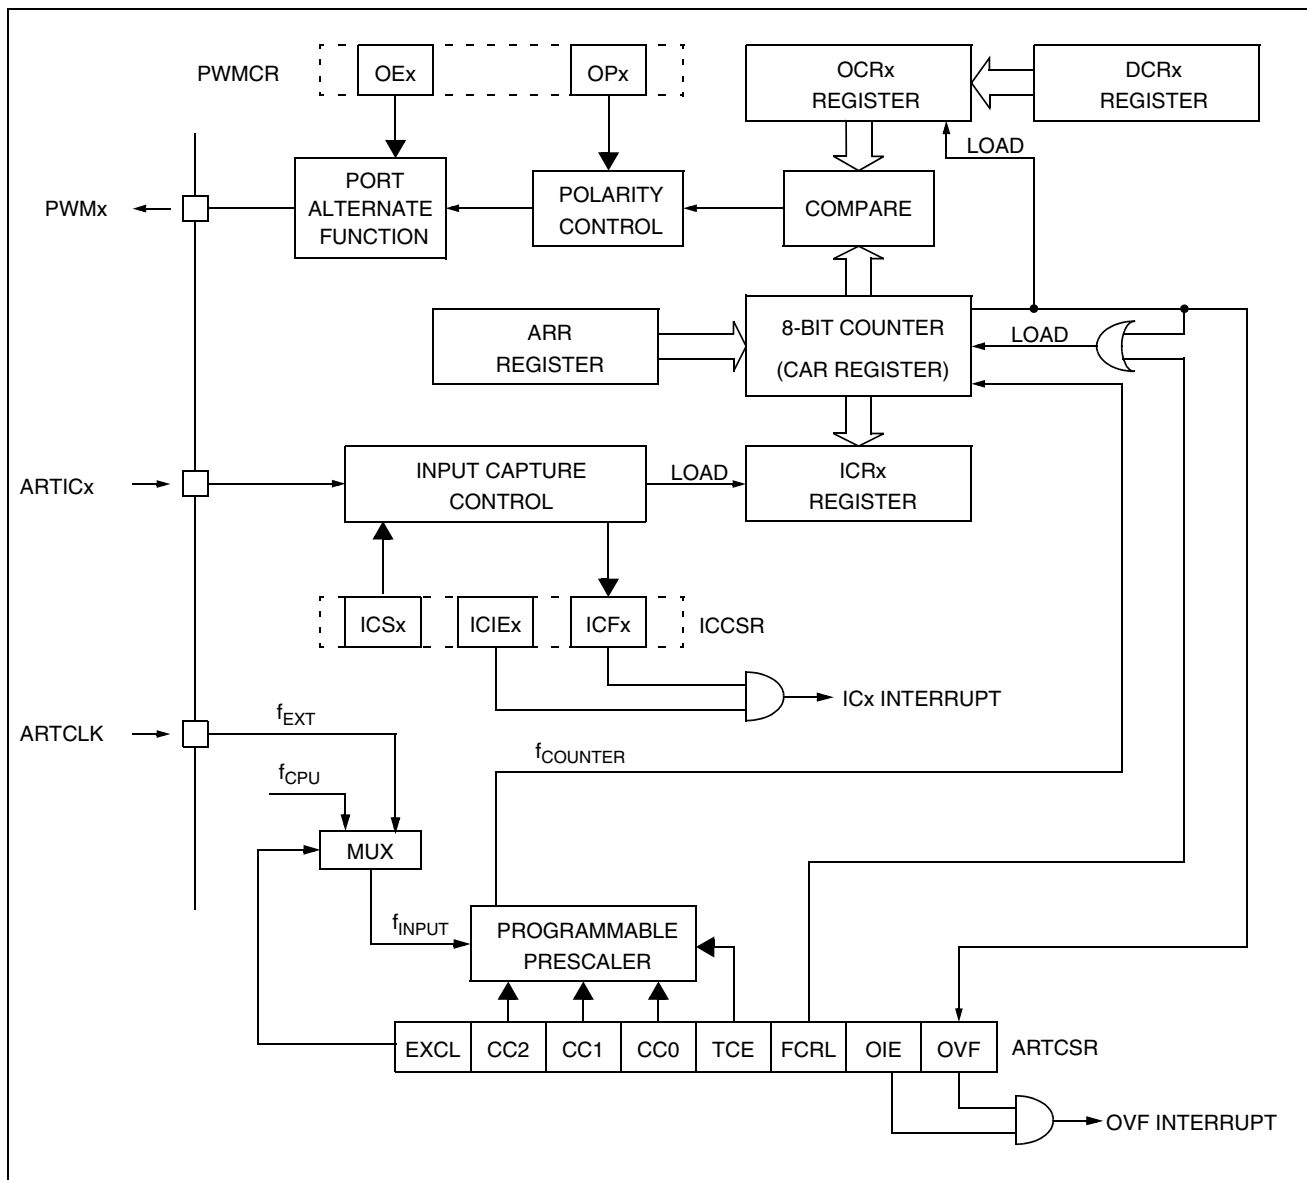 PWMCR
OEx
OPx
OCRx
REGISTER
DCRx
REGISTER
LOAD
PWMx
PORT
ALTERNATE
FUNCTION
POLARITY
CONTROL
COMPARE
ARR
REGISTER
8-BIT COUNTER
(CAR REGISTER)
LOAD
ARTICx
INPUT CAPTURE
CONTROL
LOAD
ICRx
REGISTER
ICSx
ICIEx
ICFx
ICCSR
ICx INTERRUPT
ARTCLK
fEXT
fCPU
fCOUNTER
MUX
fINPUT
PROGRAMMABLE
PRESCALER
EXCL
CC2
CC1
CC0
TCE
FCRL
OIE
OVF
ARTCSR
OVF INTERRUPT